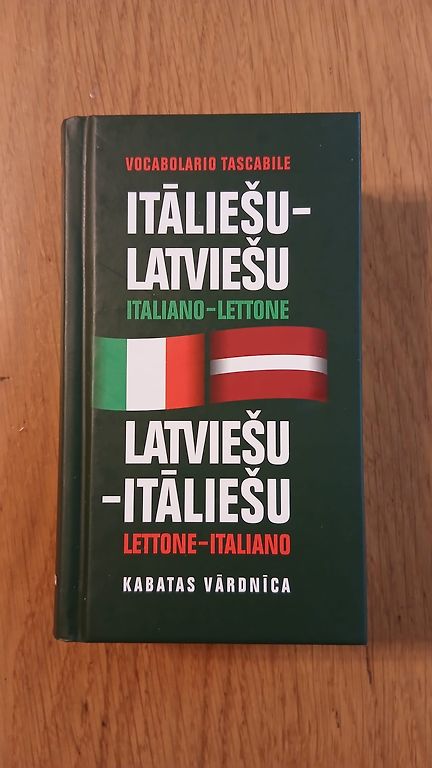 VOCABOLARIO TASCABILE
ITĀLIEŠU-
LATVIEŠU
ITALIANO-LETTONE
LATVIEŠU
-ITĀLIEŠU
LETTONE-ITALIANO
KABATAS VĀRDNĪCA